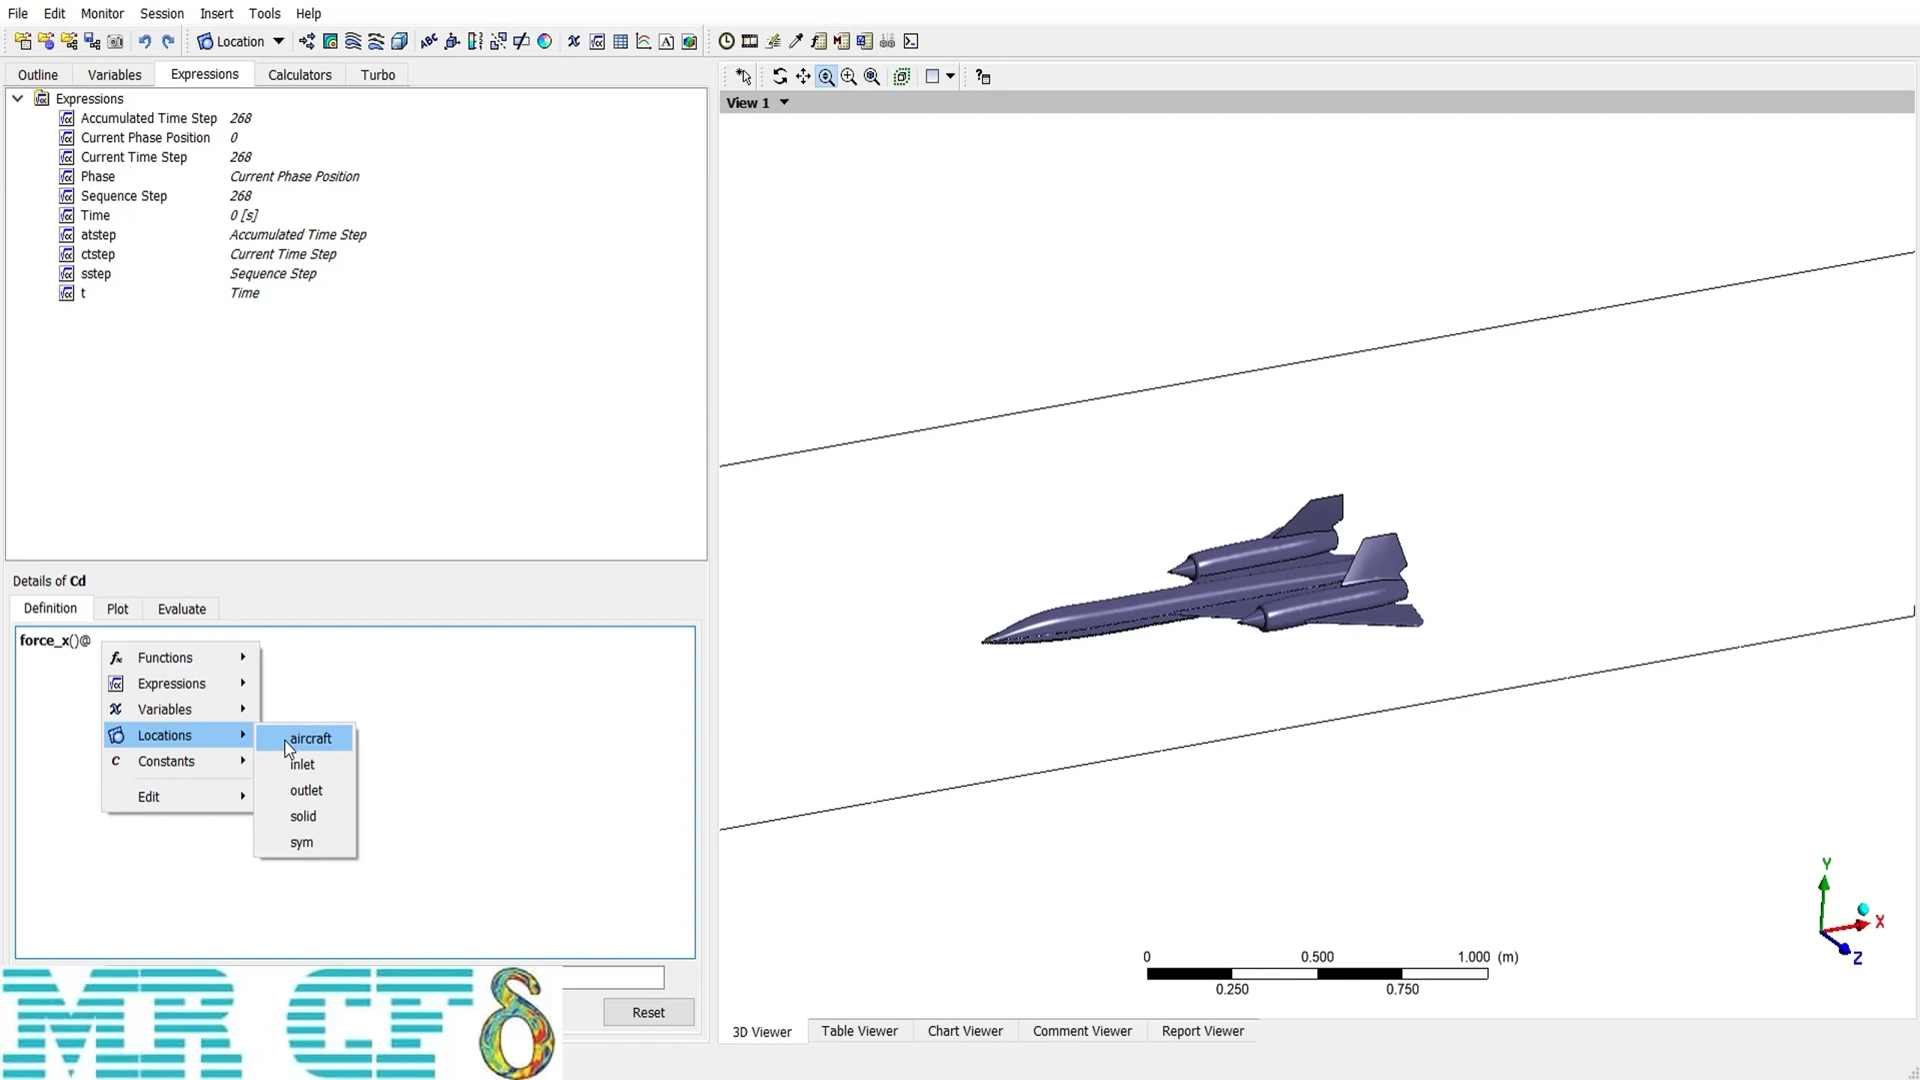 File Edit Monitor Session Insert Tools Help
Location
Outline Variables Expressions Calculators Turbo
Expressions
Accumulated Time Step 268
Current Phase Position 0
Current Time Step 268
Phase Current Phase Position
Sequence Step 268
Time 0 [s]
atstep Accumulated Time Step
ctstep Current Time Step
sstep Sequence Step
t Time
Details of Cd
Definition Plot Evaluate
force_x()@
Functions
Expressions
Variables
Locations
Constants
Edit
aircraft
inlet
outlet
solid
sym
Reset
MR CFδ
View 1
Y
X
Z
0 0.500 1.000 (m)
0.250 0.750
3D Viewer Table Viewer Chart Viewer Comment Viewer Report Viewer